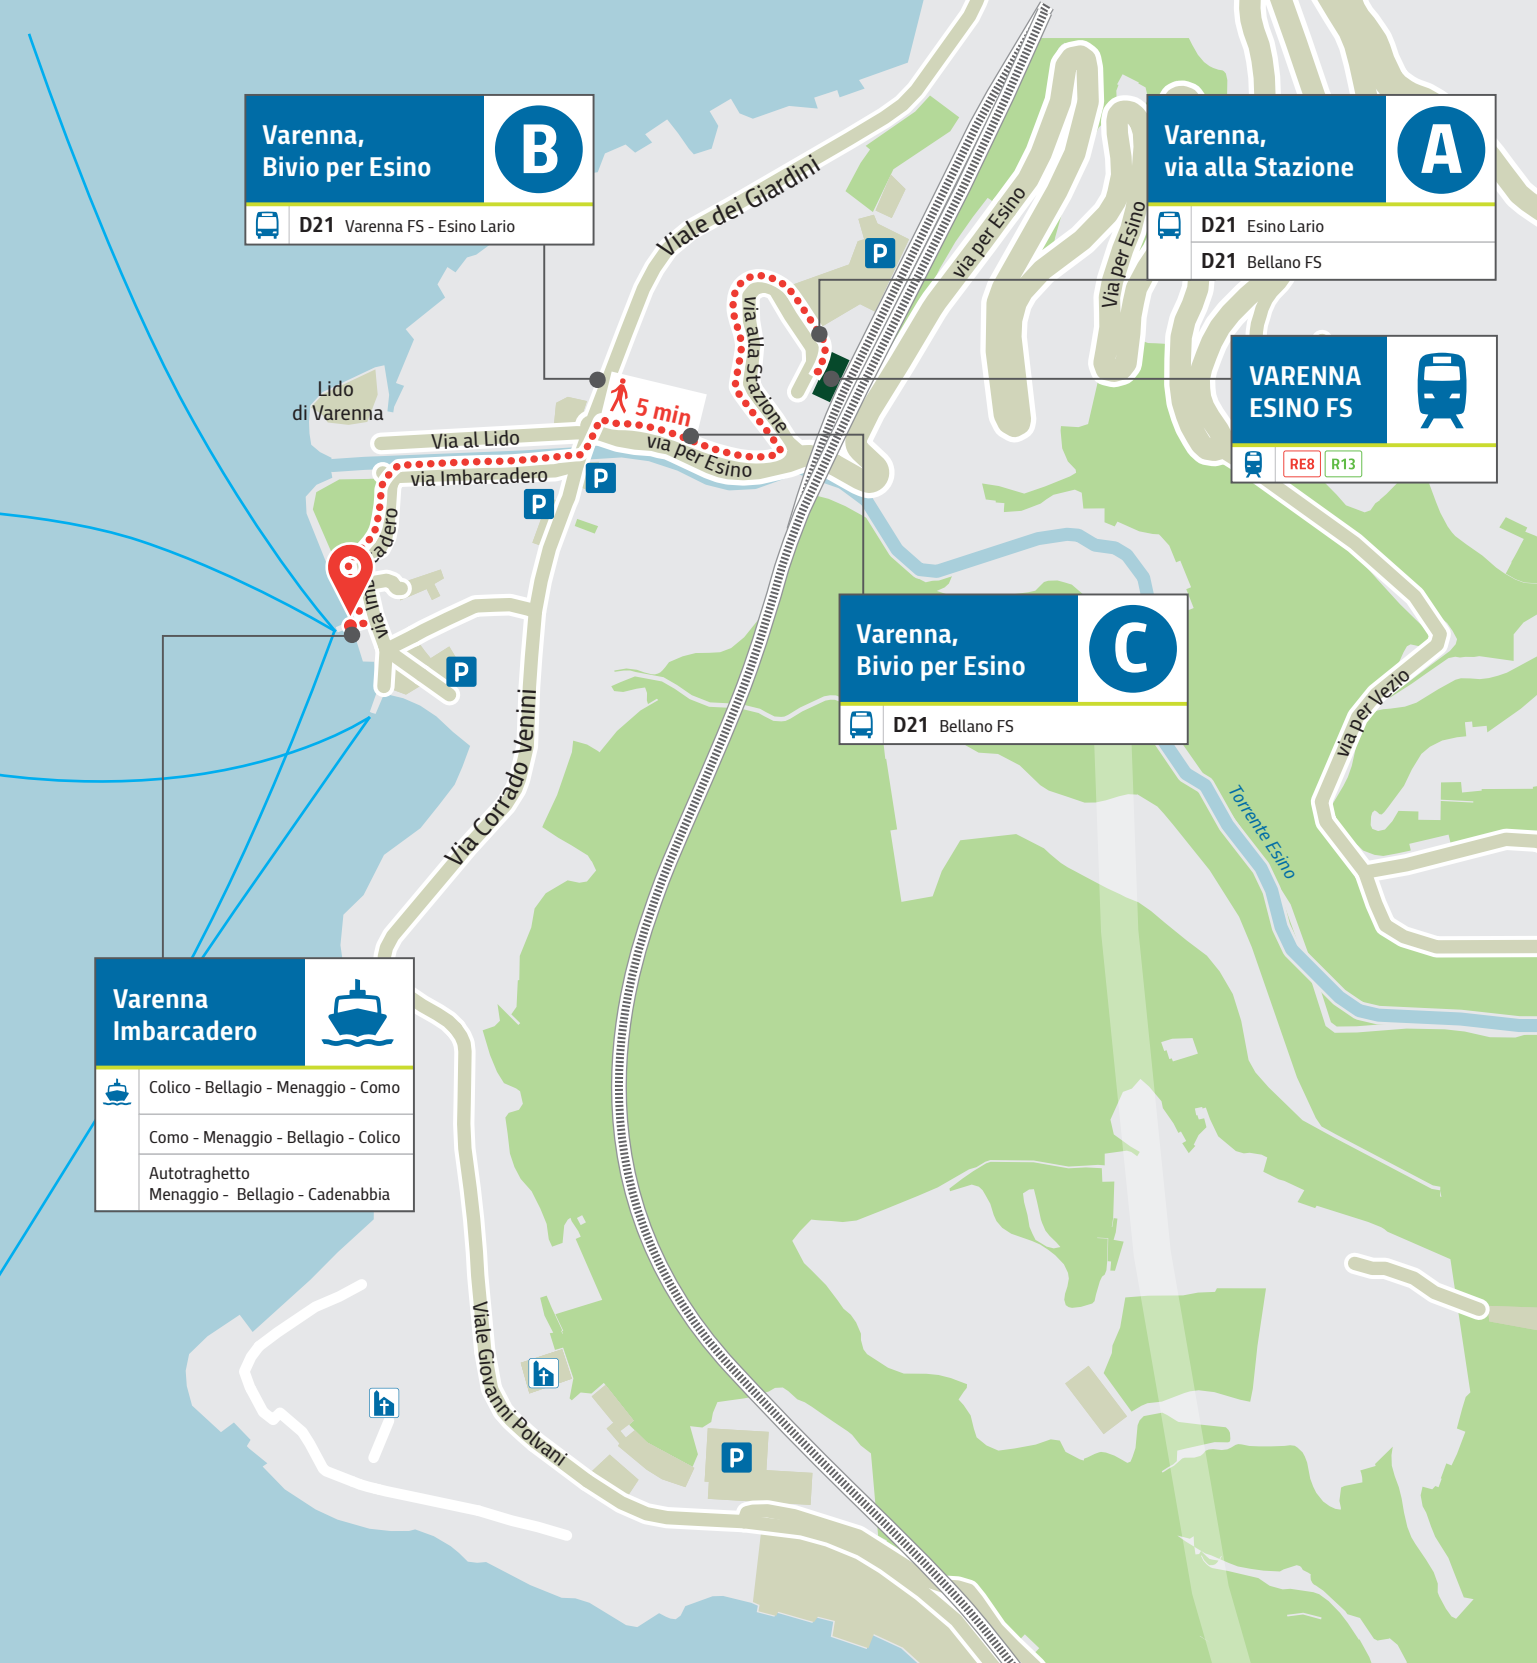 Varenna,
Bivio per Esino
B
D21 Varenna FS - Esino Lario
Varenna,
via alla Stazione
A
D21 Esino Lario
D21 Bellano FS
Viale dei Giardini
via per Esino
Via per Esino
P
via alla Stazione
VARENNA
ESINO FS
RE8 R13
Lido
di Varenna
5 min
Via al Lido
via per Esino
via Imbarcadero
P
P
via Imbarcadero
P
Varenna,
Bivio per Esino
C
D21 Bellano FS
via per Vezio
Via Corrado Venini
Torrente Esino
Varenna
Imbarcadero
Colico - Bellagio - Menaggio - Como
Como - Menaggio - Bellagio - Colico
Autotraghetto
Menaggio - Bellagio - Cadenabbia
Viale Giovanni Polvani
P